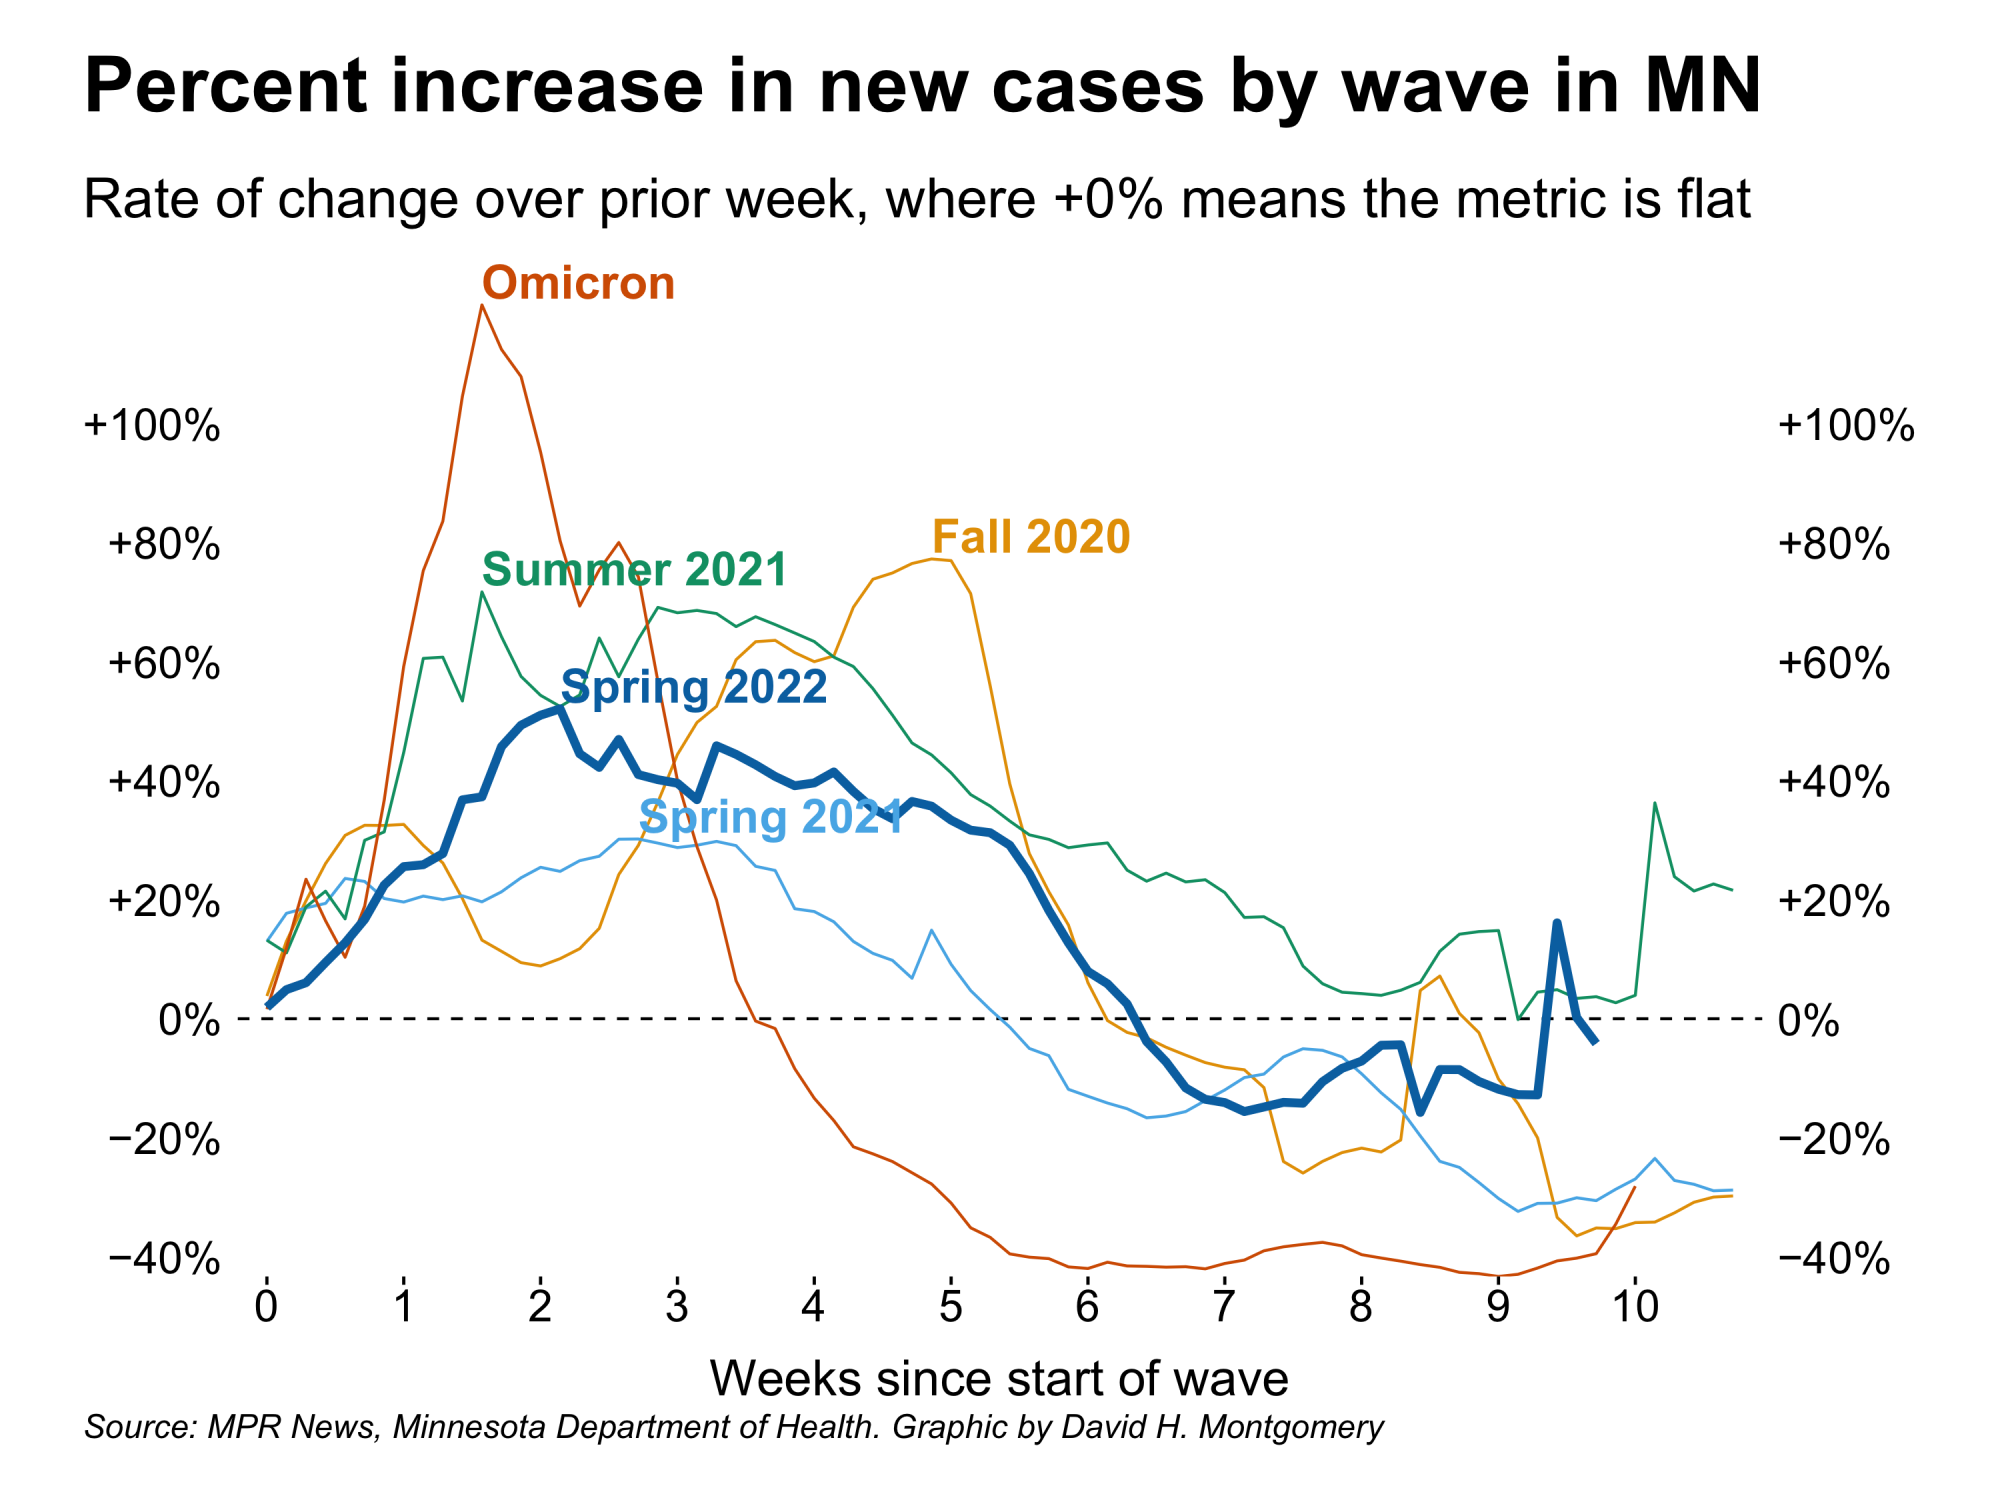 Percent increase in new cases by wave in MN
Rate of change over prior week, where +0% means the metric is flat
Omicron
+100% +100%
Fall 2020
+80% +80%
Summer 2021
+60% +60%
Spring 2022
+40% +40%
Spring 2021
+20% +20%
0% 0%
−20% −20%
−40% −40%
0 1 2 3 4 5 6 7 8 9 10
Weeks since start of wave
Source: MPR News, Minnesota Department of Health. Graphic by David H. Montgomery